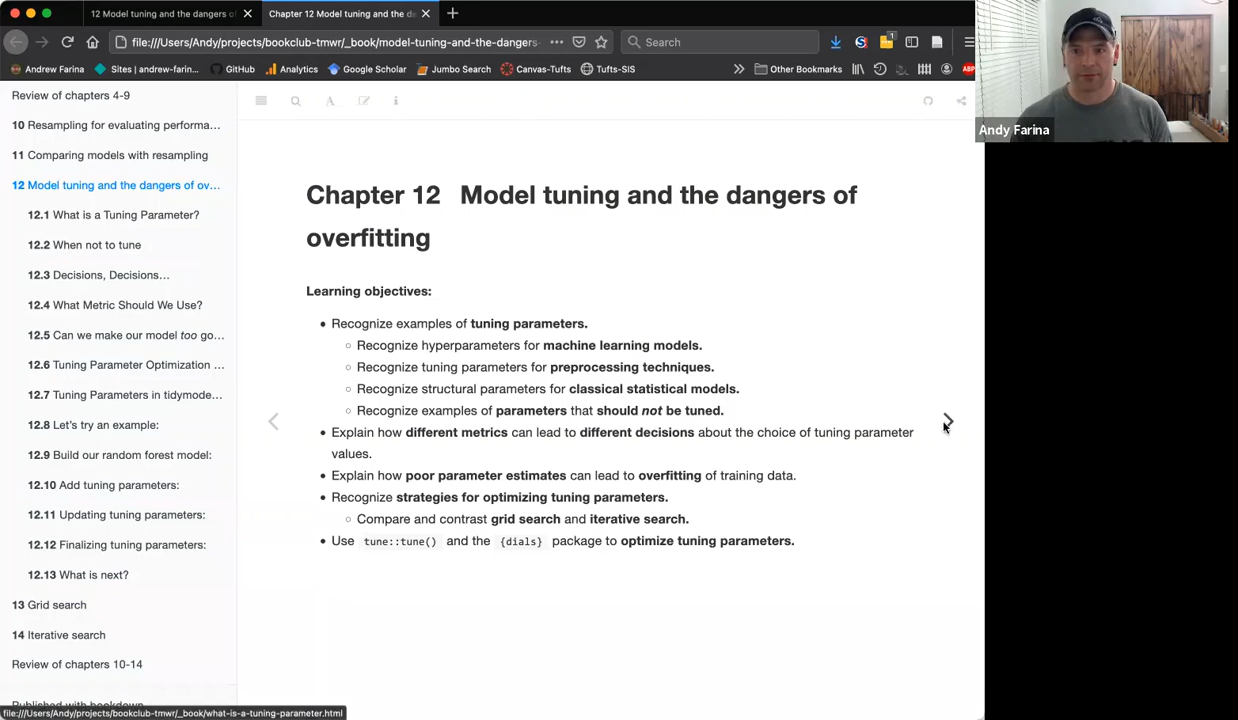 12 Model tuning and the dangers o
Chapter 12 Model tuning and the da
file:///Users/Andy/projects/bookclub-tmwr/_book/model-tuning-and-the-dangers-
Search
1
Andrew Farina
Sites | andrew-farin...
GitHub
Analytics
Google Scholar
Jumbo Search
Canvas-Tufts
Tufts-SIS
Other Bookmarks
ABP
Andy Farina
Review of chapters 4-9
10 Resampling for evaluating performa...
11 Comparing models with resampling
12 Model tuning and the dangers of ov...
12.1 What is a Tuning Parameter?
12.2 When not to tune
12.3 Decisions, Decisions...
12.4 What Metric Should We Use?
12.5 Can we make our model too go...
12.6 Tuning Parameter Optimization ...
12.7 Tuning Parameters in tidymode...
12.8 Let's try an example:
12.9 Build our random forest model:
12.10 Add tuning parameters:
12.11 Updating tuning parameters:
12.12 Finalizing tuning parameters:
12.13 What is next?
13 Grid search
14 Iterative search
Review of chapters 10-14
Published with bookdown
file:///Users/Andy/projects/bookclub-tmwr/_book/what-is-a-tuning-parameter.html
A
i
Chapter 12 Model tuning and the dangers of
overfitting
Learning objectives:
• Recognize examples of tuning parameters.
○ Recognize hyperparameters for machine learning models.
○ Recognize tuning parameters for preprocessing techniques.
○ Recognize structural parameters for classical statistical models.
○ Recognize examples of parameters that should not be tuned.
• Explain how different metrics can lead to different decisions about the choice of tuning parameter
values.
• Explain how poor parameter estimates can lead to overfitting of training data.
• Recognize strategies for optimizing tuning parameters.
○ Compare and contrast grid search and iterative search.
• Use tune::tune() and the {dials} package to optimize tuning parameters.